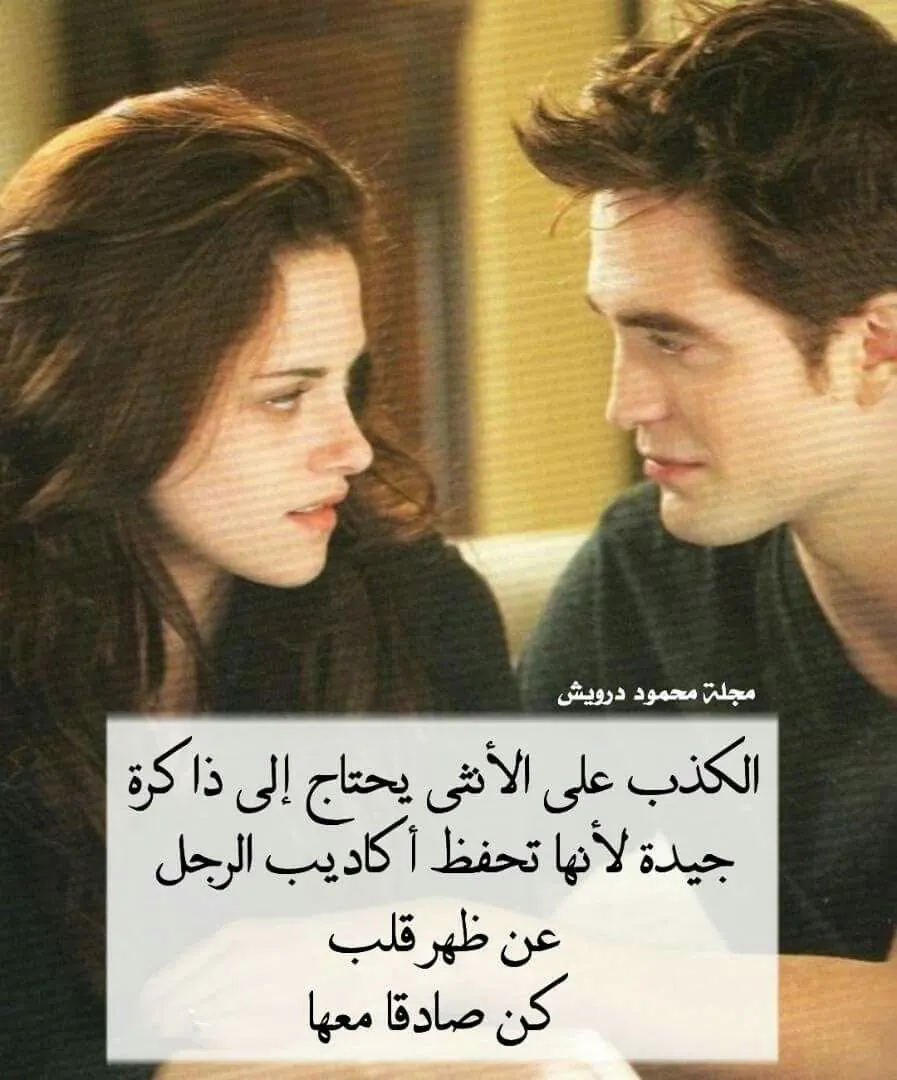 مجلة محمود درويش
الكذب على الأنثى يحتاج إلى ذاكرة
جيدة لأنها تحفظ أكاديب الرجل
عن ظهر قلب
كن صادقا معها